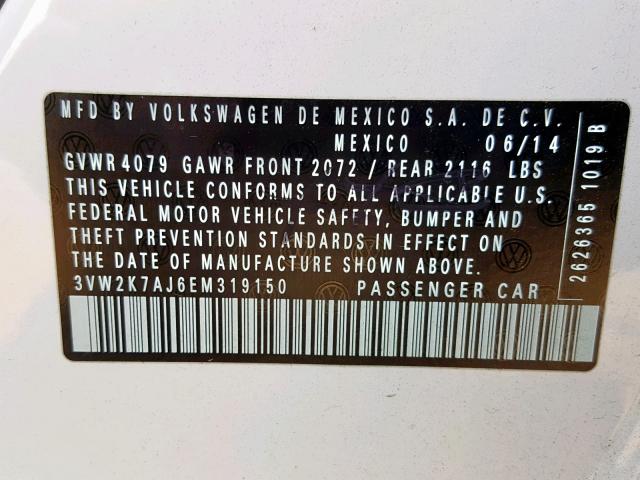 MFD BY VOLKSWAGEN DE MEXICO S.A. DE C.V.
MEXICO 06/14
GVWR 4079 GAWR FRONT 2072 / REAR 2116 LBS
THIS VEHICLE CONFORMS TO ALL APPLICABLE U.S.
FEDERAL MOTOR VEHICLE SAFETY, BUMPER AND
THEFT PREVENTION STANDARDS IN EFFECT ON
THE DATE OF MANUFACTURE SHOWN ABOVE.
3VW2K7AJ6EM319150 PASSENGER CAR
2626365 1019 B